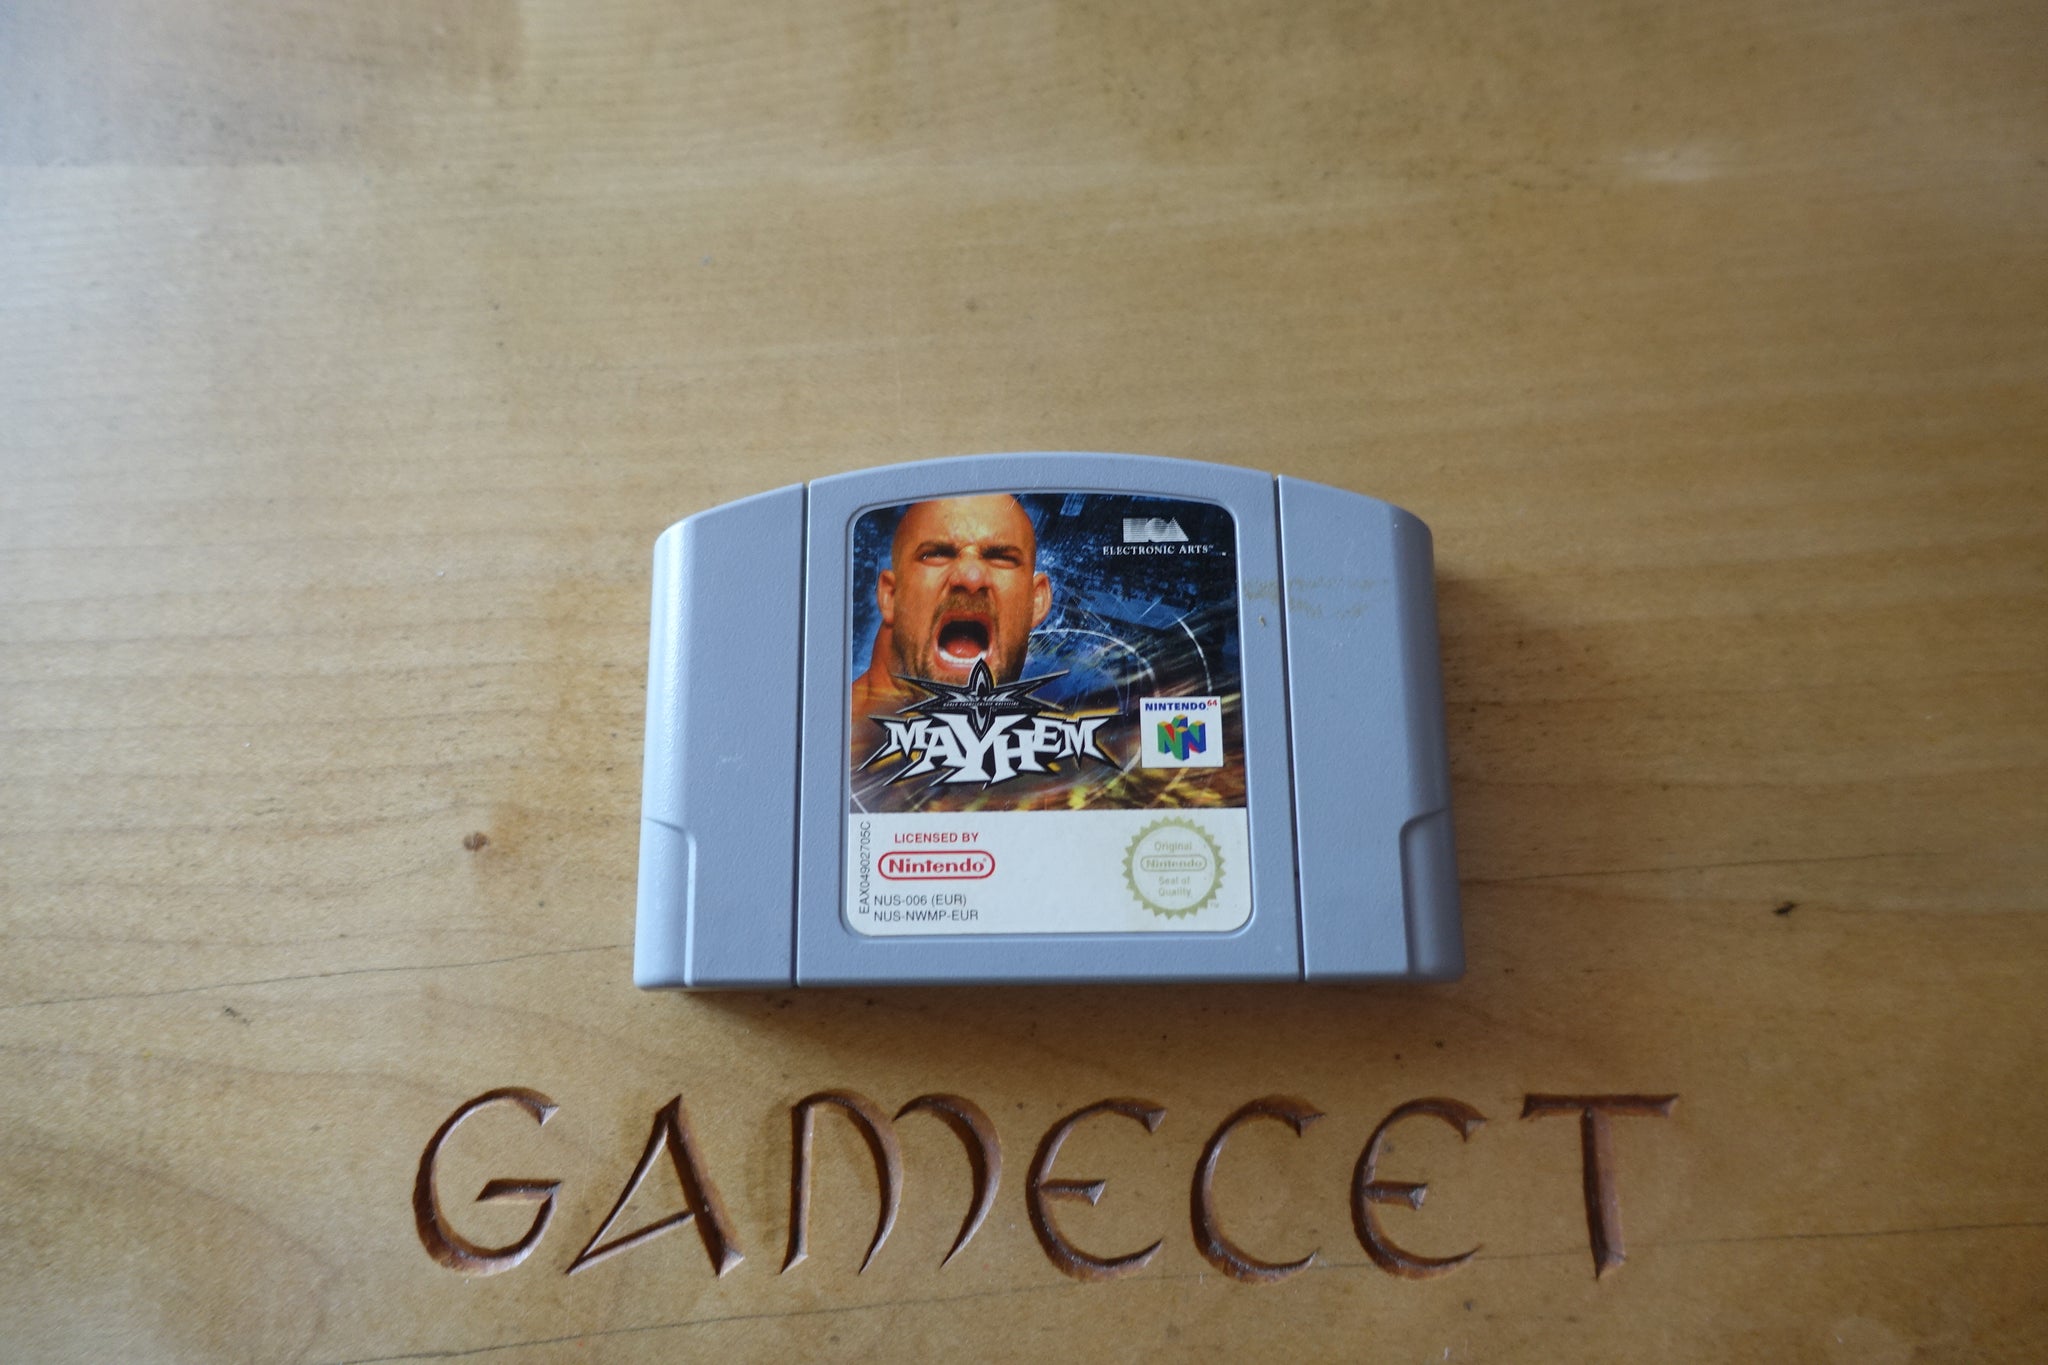 ELECTRONIC ARTS™
MAYHEM
NINTENDO64
LICENSED BY
Nintendo®
NUS-006 (EUR)
NUS-NWMP-EUR
EAX04902705C
Original
Nintendo
Seal of
Quality
GAMECET